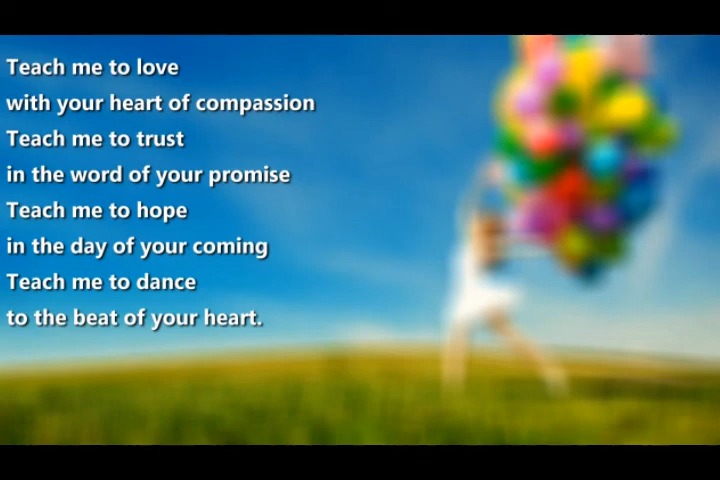 Teach me to love
with your heart of compassion
Teach me to trust
in the word of your promise
Teach me to hope
in the day of your coming
Teach me to dance
to the beat of your heart.